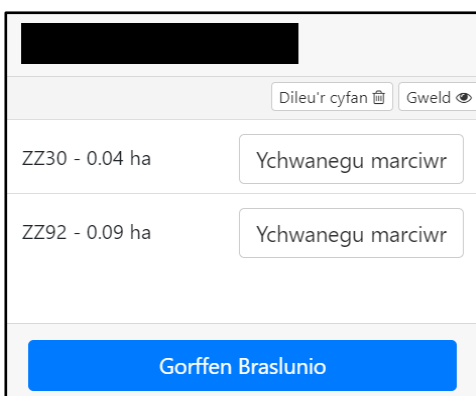 Dileu'r cyfan Gweld
ZZ30 - 0.04 ha Ychwanegu marciwr
ZZ92 - 0.09 ha Ychwanegu marciwr
Gorffen Braslunio